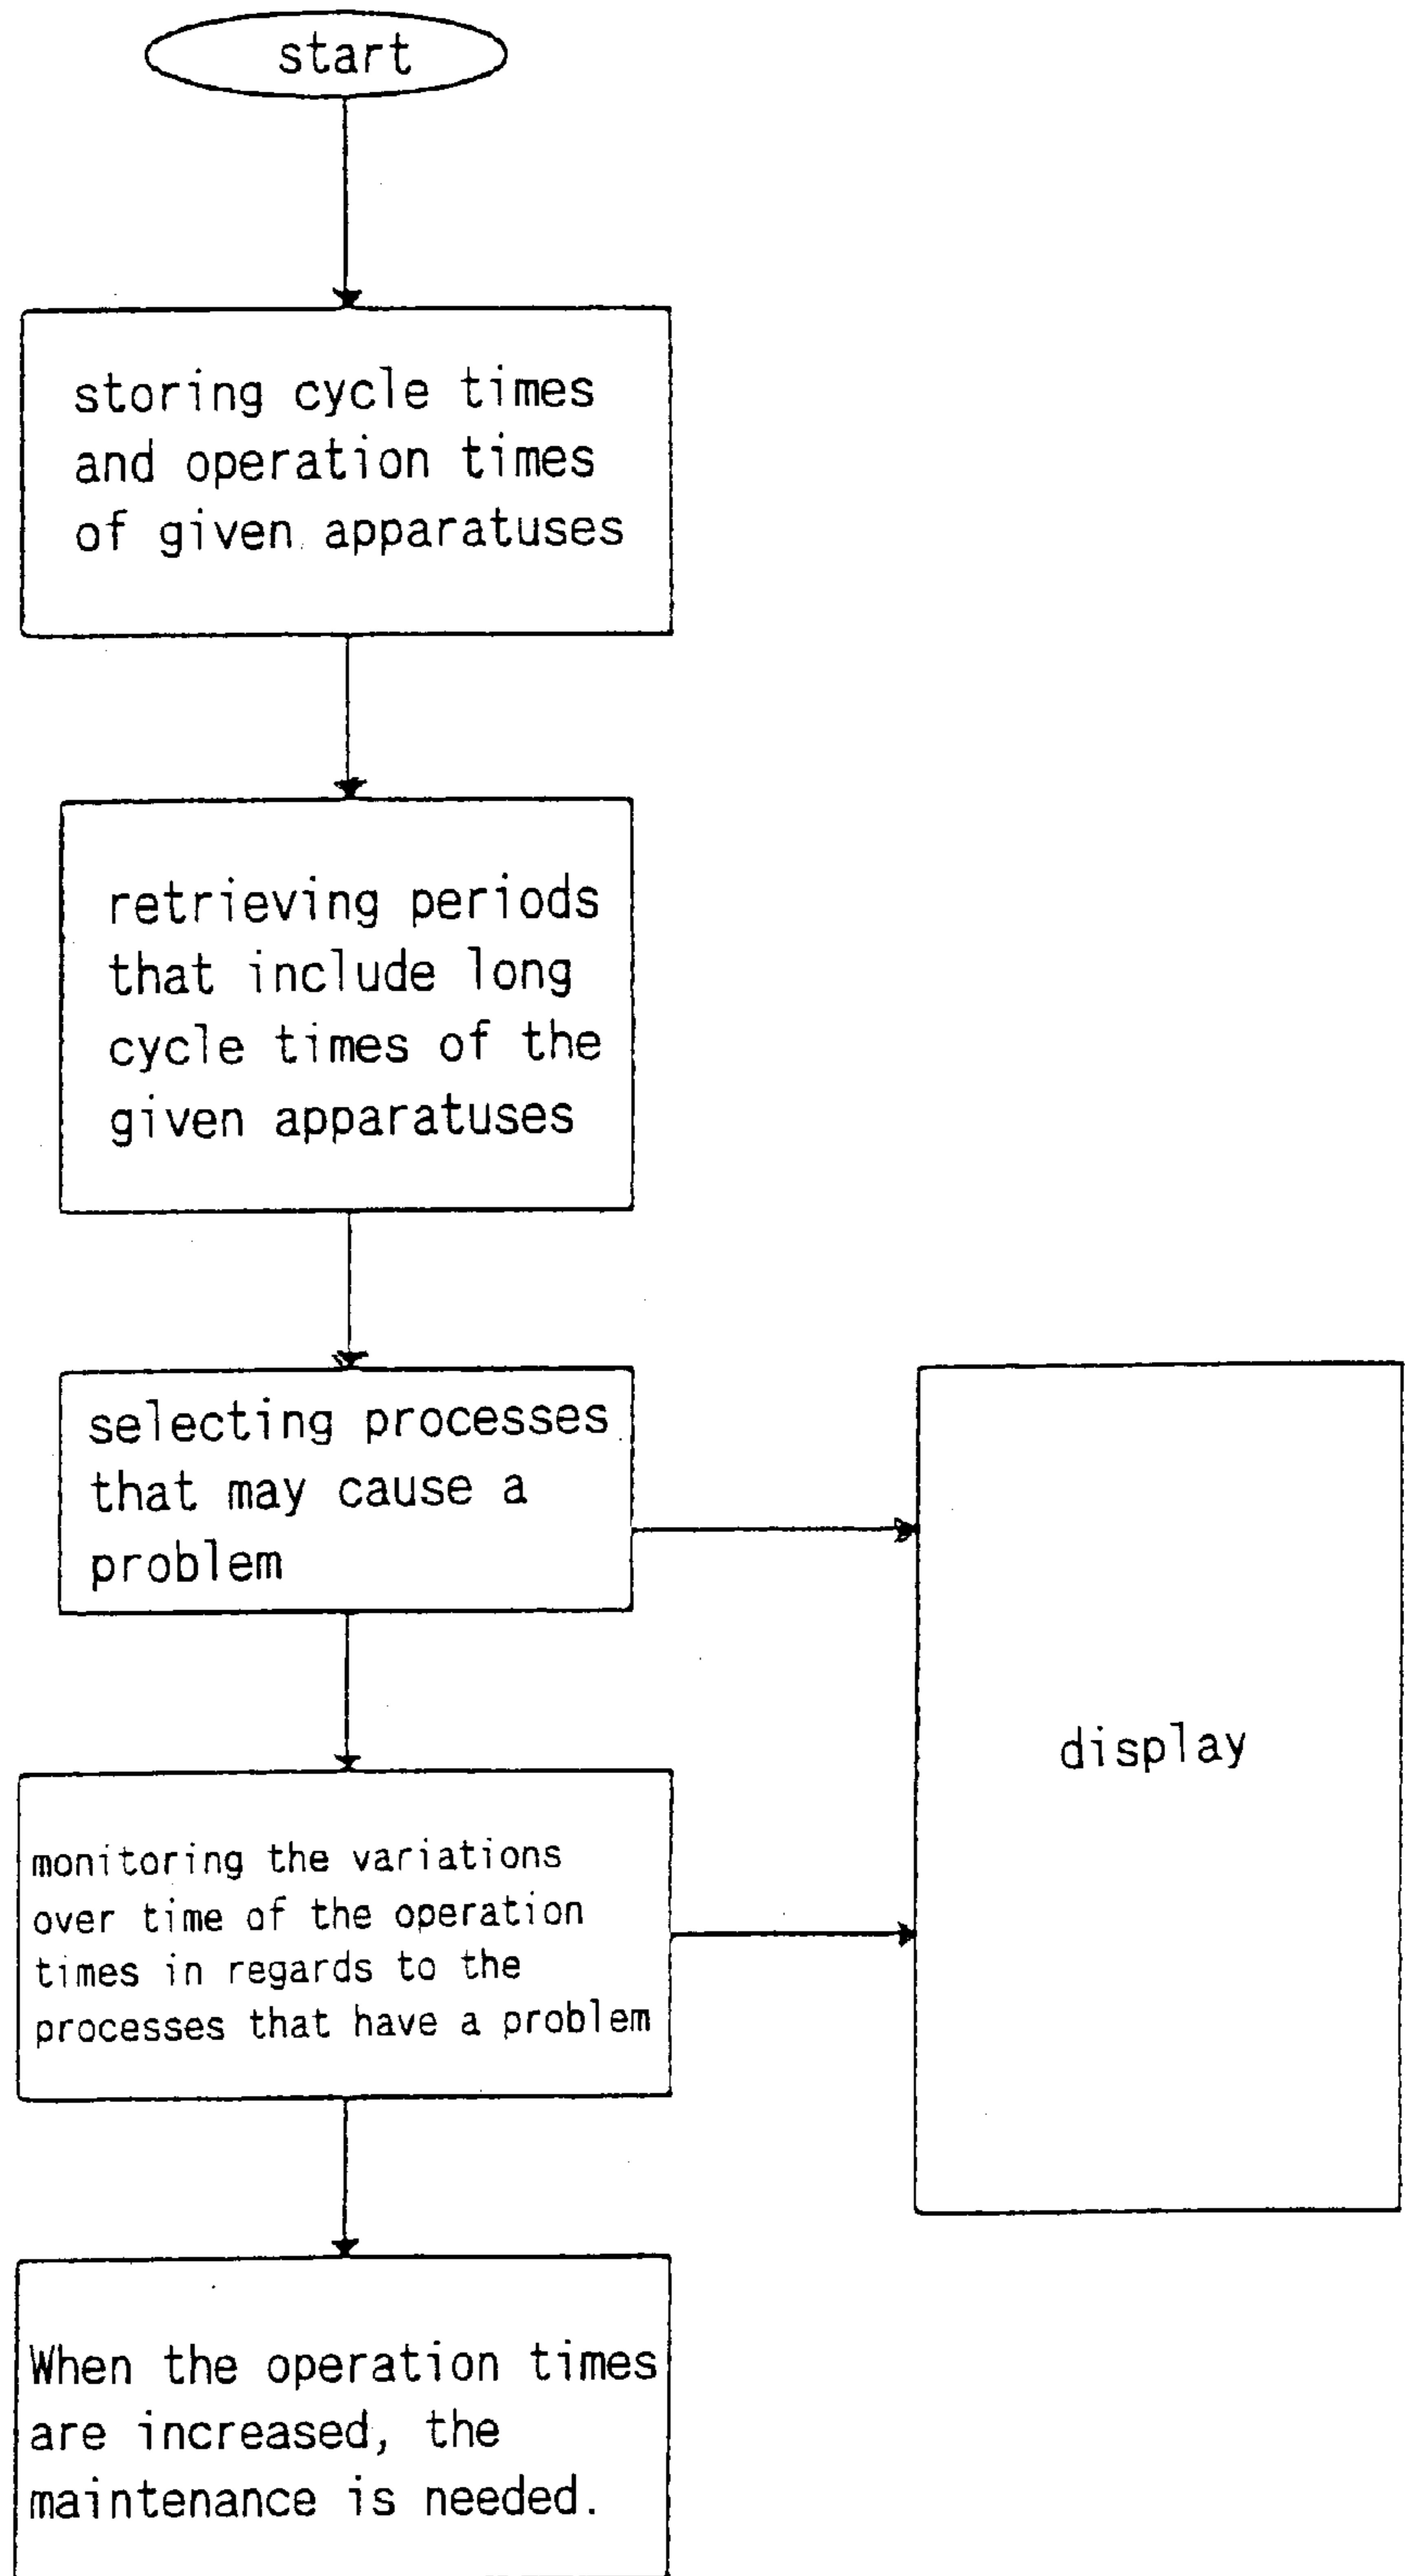 start
storing cycle times
and operation times
of given apparatuses
retrieving periods
that include long
cycle times of the
given apparatuses
selecting processes
that may cause a
problem
display
monitoring the variations
over time of the operation
times in regards to the
processes that have a problem
When the operation times
are increased, the
maintenance is needed.